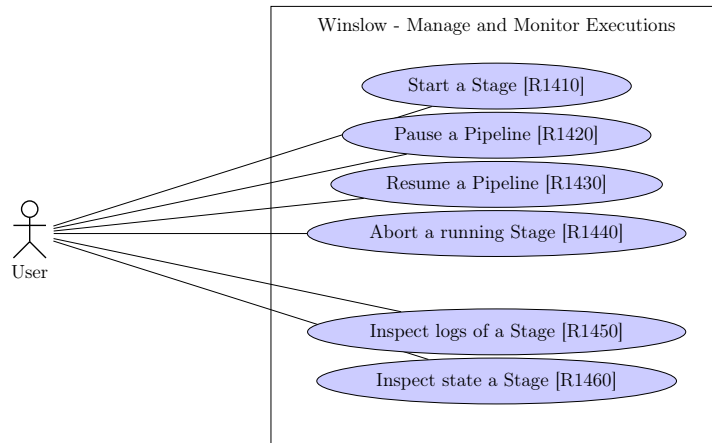 Winslow - Manage and Monitor Executions
Start a Stage [R1410]
Pause a Pipeline [R1420]
Resume a Pipeline [R1430]
Abort a running Stage [R1440]
User
Inspect logs of a Stage [R1450]
Inspect state a Stage [R1460]